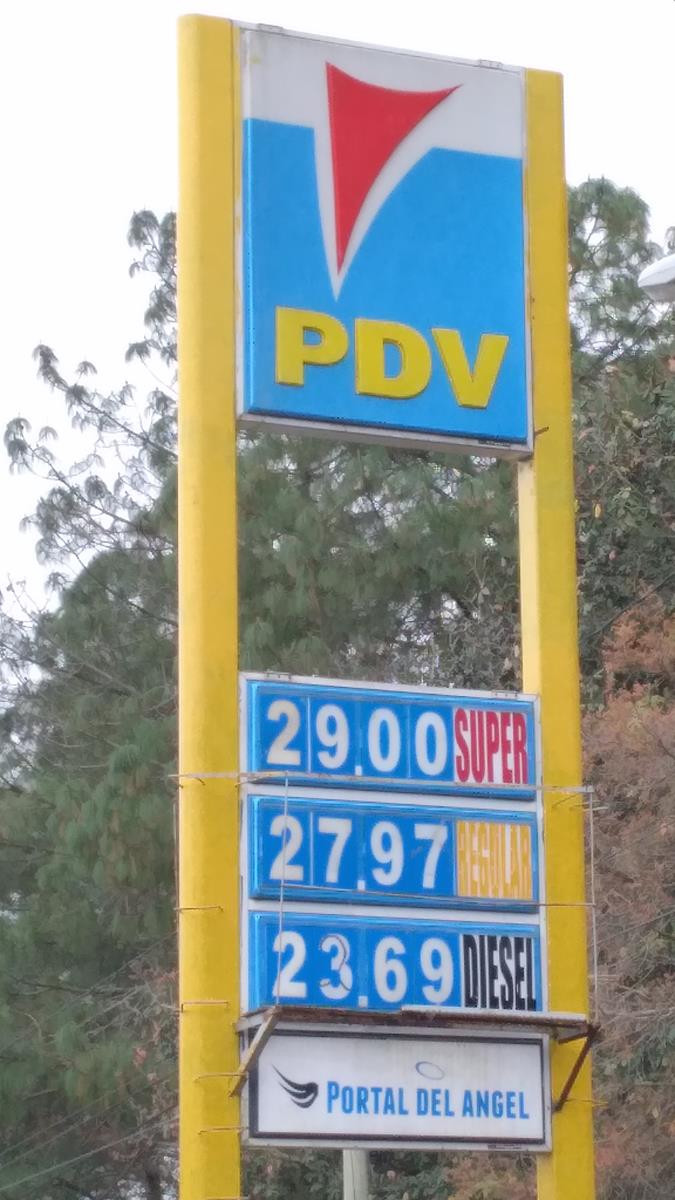 PDV
29.00 SUPER
27.97 REGULAR
23.69 DIESEL
PORTAL DEL ANGEL